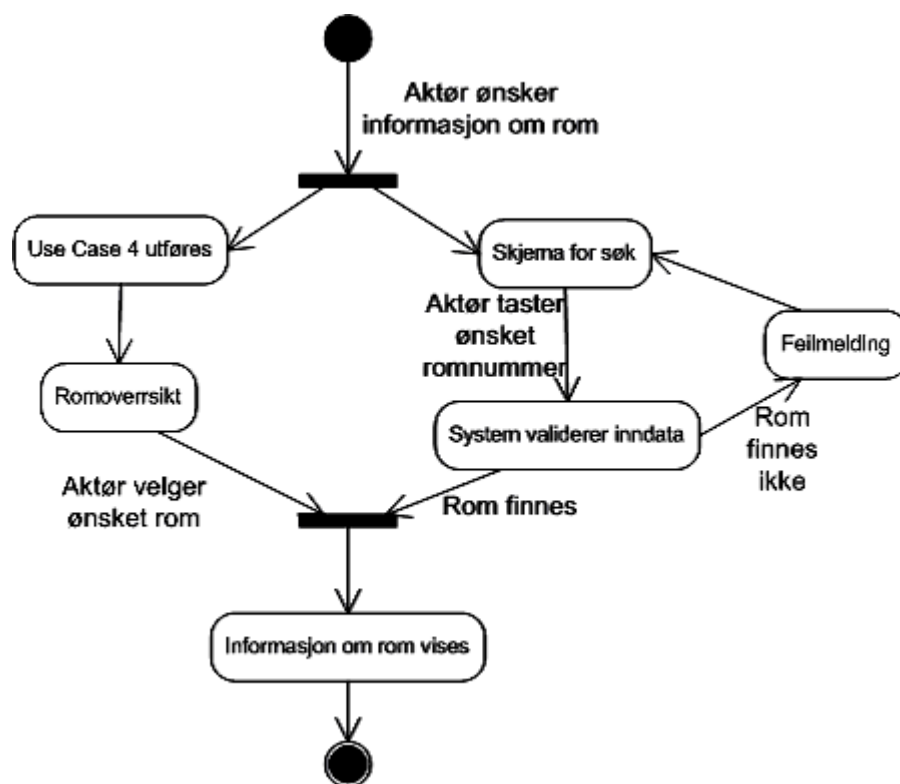 Aktør ønsker
informasjon om rom
Use Case 4 utføres
Skjema for søk
Aktør taster
ønsket
romnummer
Feilmelding
Romoverrsikt
System validerer inndata
Rom
finnes
ikke
Aktør velger
ønsket rom
Rom finnes
Informasjon om rom vises